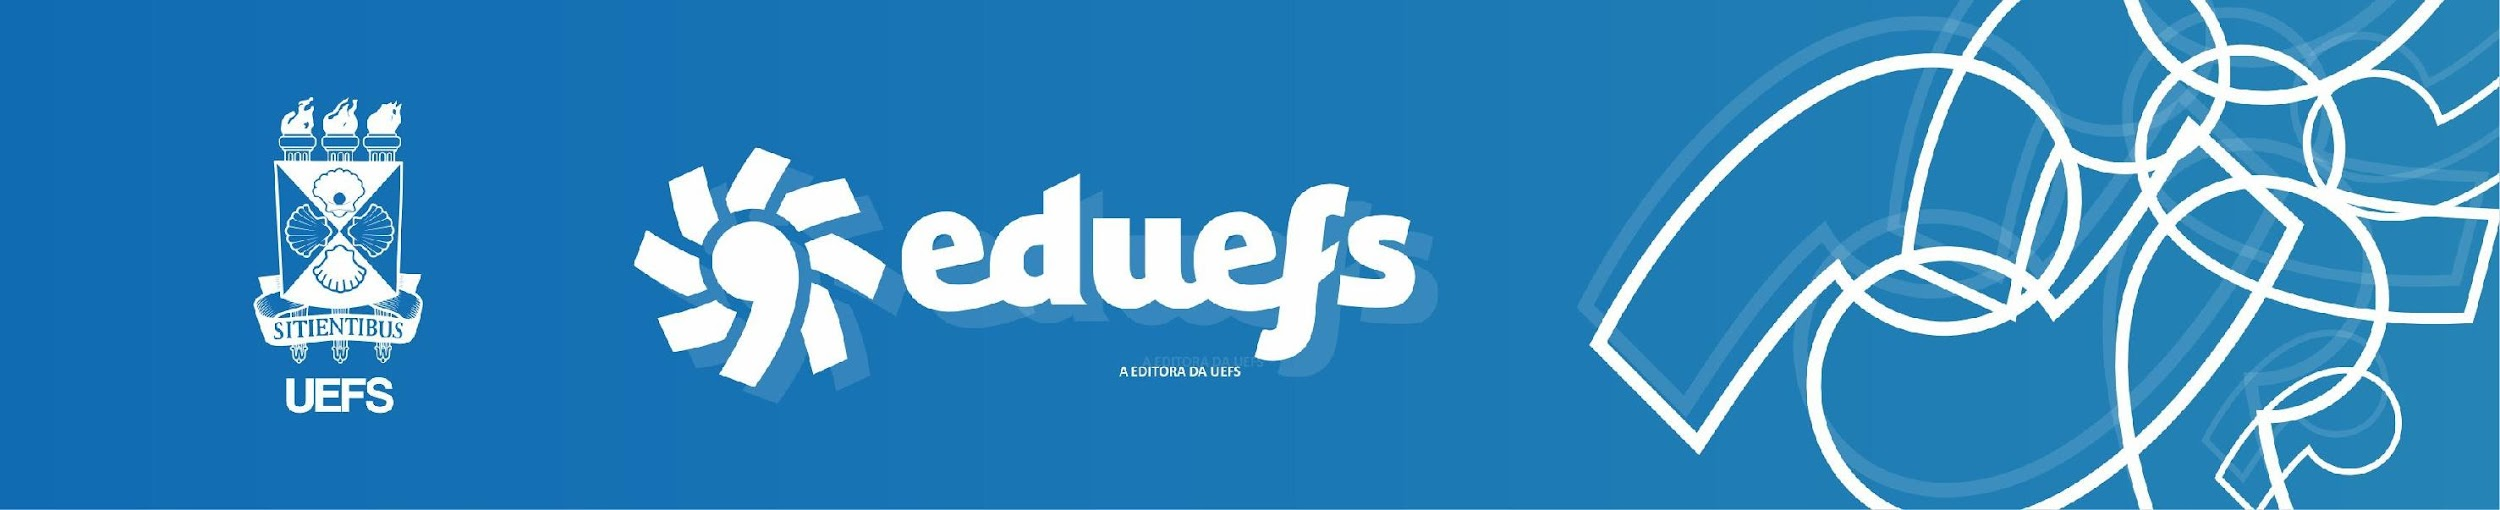 SITIENTIBUS
UEFS
eduefs
A EDITORA DA UEFS